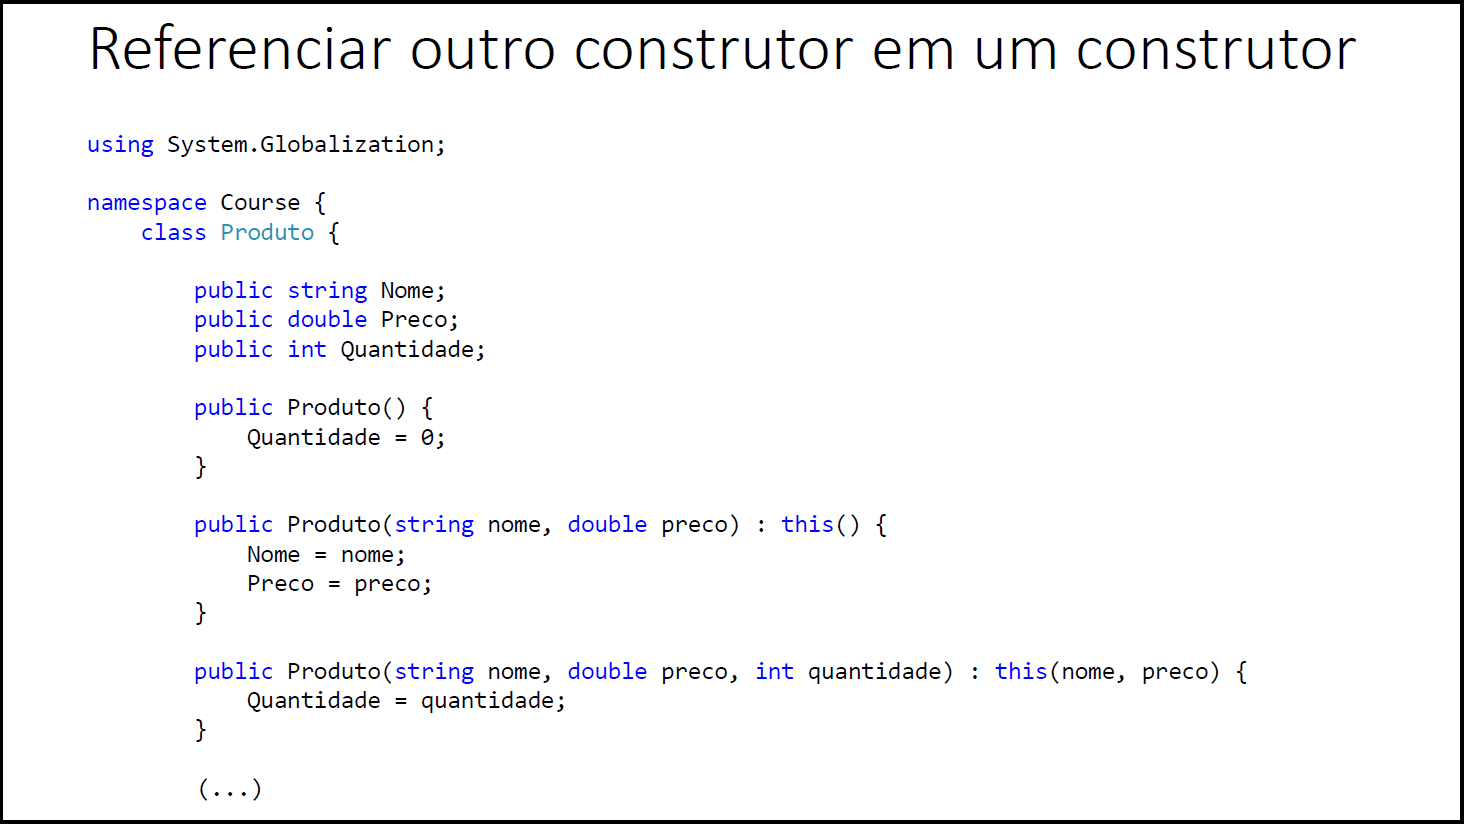 Referenciar outro construtor em um construtor
using System.Globalization;
namespace Course {
class Produto {
public string Nome;
public double Preco;
public int Quantidade;
public Produto() {
Quantidade = 0;
}
public Produto(string nome, double preco) : this() {
Nome = nome;
Preco = preco;
}
public Produto(string nome, double preco, int quantidade) : this(nome, preco) {
Quantidade = quantidade;
}
(...)